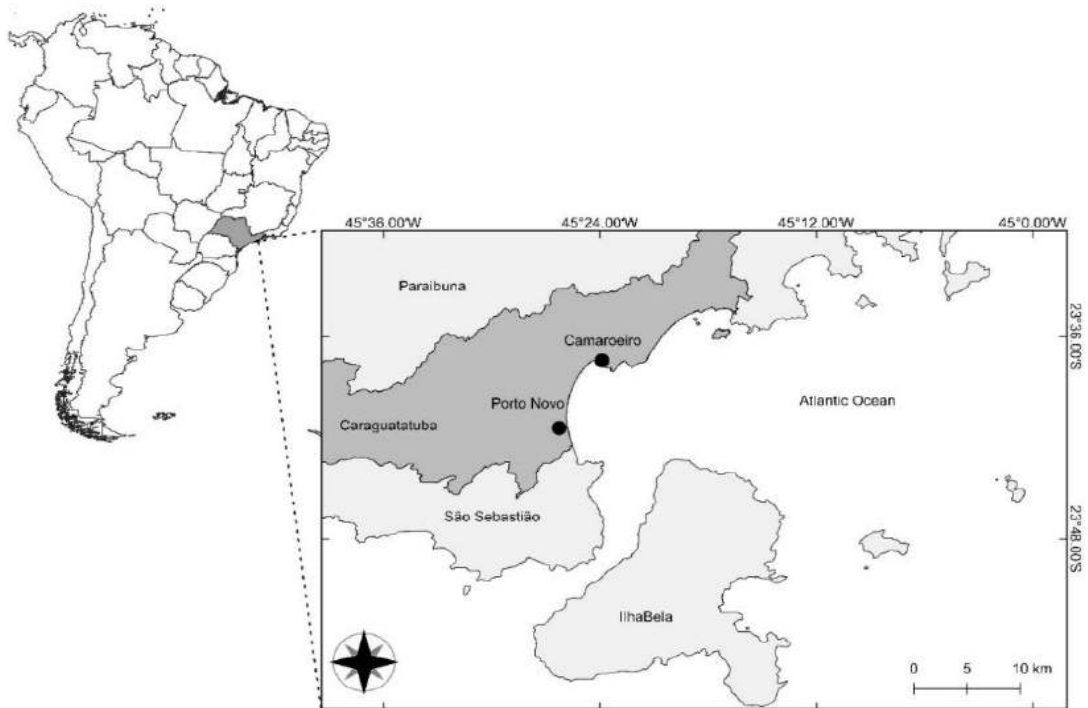 45°36.00'W
45°24.00'W
45°12.00'W
45°0.00'W
Paraibuna
23°36.00'S
Camaroeiro
Atlantic Ocean
Porto Novo
Caraguatatuba
São Sebastião
23°48.00'S
IlhaBela
0 5 10 km